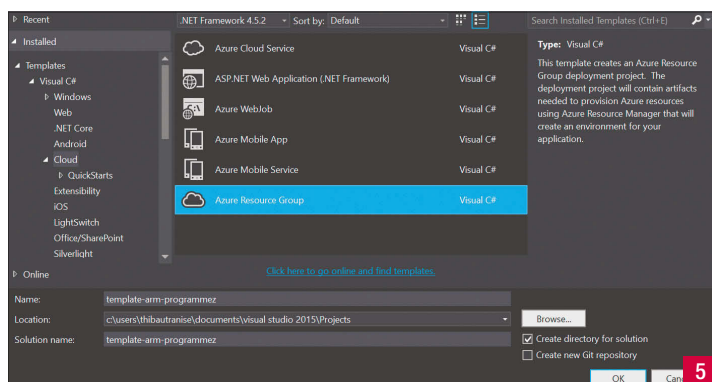 Recent
.NET Framework 4.5.2 Sort by: Default
Search Installed Templates (Ctrl+E)
Installed
Templates
Visual C#
Windows
Web
.NET Core
Android
Cloud
QuickStarts
Extensibility
iOS
LightSwitch
Office/SharePoint
Silverlight
Online
Azure Cloud Service Visual C#
ASP.NET Web Application (.NET Framework) Visual C#
Azure WebJob Visual C#
Azure Mobile App Visual C#
Azure Mobile Service Visual C#
Azure Resource Group Visual C#
Click here to go online and find templates.
Type: Visual C#
This template creates an Azure Resource
Group deployment project. The
deployment project will contain artifacts
needed to provision Azure resources
using Azure Resource Manager that will
create an environment for your
application.
Name: template-arm-programmez
Location: c:\users\thibautranise\documents\visual studio 2015\Projects
Browse...
Solution name: template-arm-programmez
Create directory for solution
Create new Git repository
OK
5